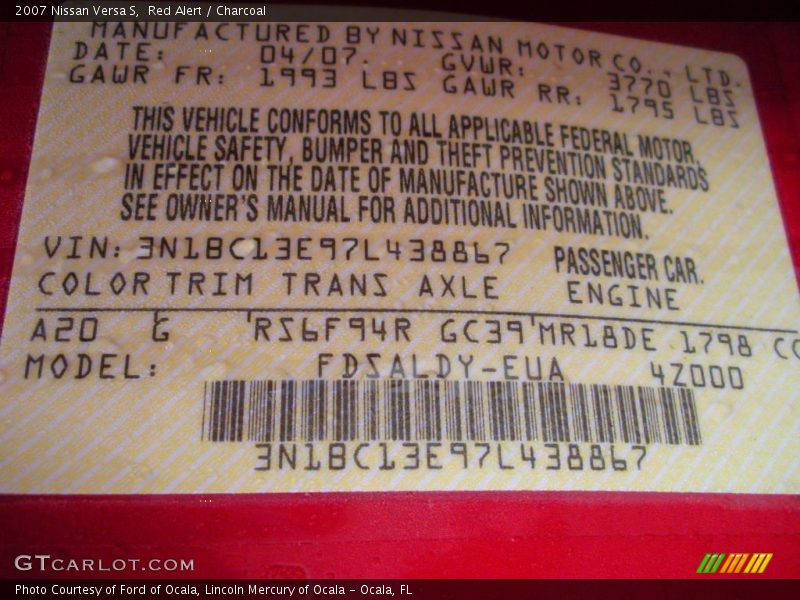 2007 Nissan Versa S,  Red Alert / Charcoal
MANUFACTURED BY NISSAN MOTOR CO., LTD.
DATE: 04/07. GVWR: 3770 LBS
GAWR FR: 1993 LBS GAWR RR: 1795 LBS
THIS VEHICLE CONFORMS TO ALL APPLICABLE FEDERAL MOTOR
VEHICLE SAFETY, BUMPER AND THEFT PREVENTION STANDARDS
IN EFFECT ON THE DATE OF MANUFACTURE SHOWN ABOVE.
SEE OWNER'S MANUAL FOR ADDITIONAL INFORMATION.
VIN: 3N1BC13E97L438867 PASSENGER CAR.
COLOR TRIM TRANS AXLE ENGINE
A20 G RS6F94R GC39 MR18DE 1798 CC
MODEL: FDSALDY-EUA 4Z000
3N1BC13E97L438867
GTCARLOT.COM
Photo Courtesy of Ford of Ocala, Lincoln Mercury of Ocala - Ocala, FL